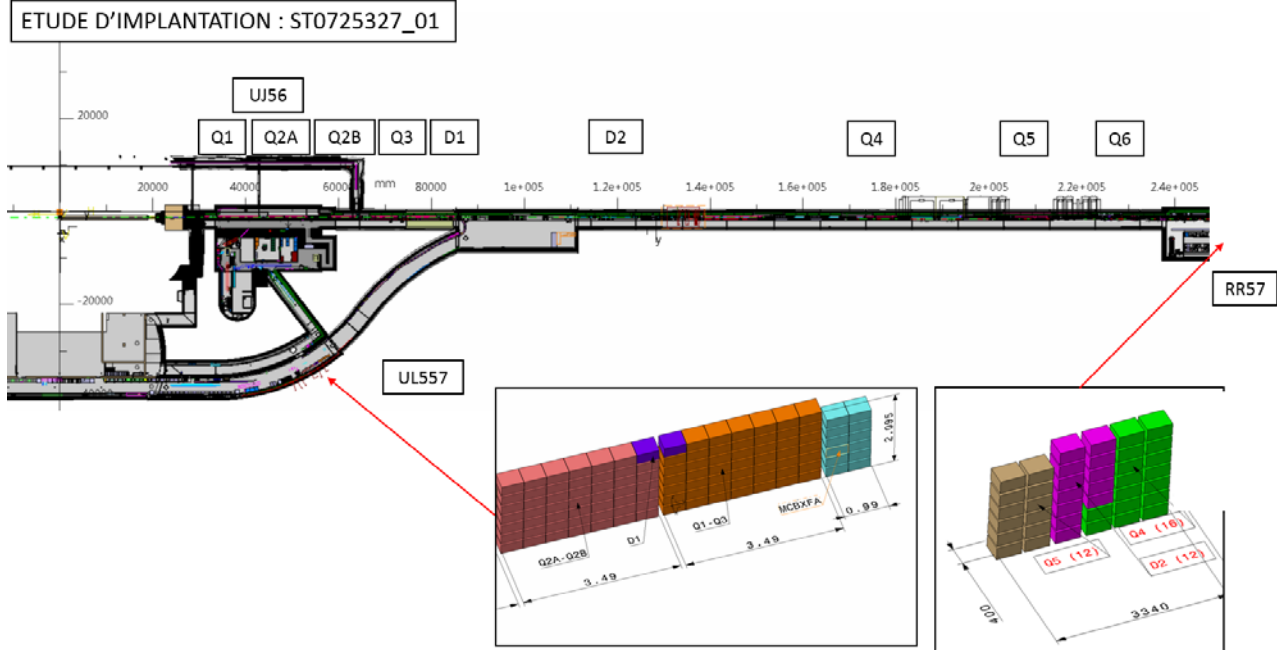 ETUDE D'IMPLANTATION : ST0725327_01
UJ56
20000
Q1 Q2A Q2B Q3 D1 D2 Q4 Q5 Q6
20000 40000 60000 mm 80000 1e+005 1.2e+005 1.4e+005 1.6e+005 1.8e+005 2e+005 2.2e+005 2.4e+005
y
-20000
RR57
UL557
2.995
0.99
MCBXFA
Q1-Q3
3.49
D1
Q2A-Q2B
3.49
Q4 (16)
Q5 (12)
D2 (12)
400
3340